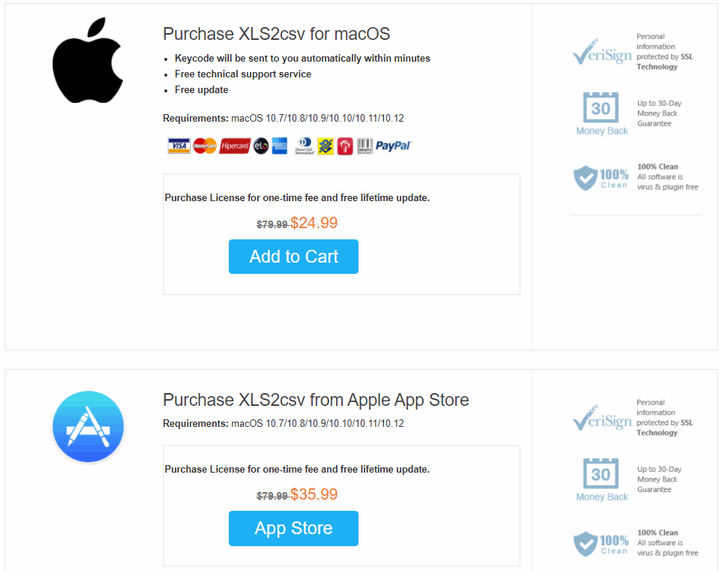 Purchase XLS2csv for macOS
Keycode will be sent to you automatically within minutes
Free technical support service
Free update
Requirements: macOS 10.7/10.8/10.9/10.10/10.11/10.12
VISA MasterCard Hipercard elo PayPal
Purchase License for one-time fee and free lifetime update.
$79.99 $24.99
Add to Cart
VeriSign
Personal
information
protected by SSL
Technology
30
Money Back
Up to 30-Day
Money Back
Guarantee
100%
Clean
100% Clean
All software is
virus & plugin free
Purchase XLS2csv from Apple App Store
Requirements: macOS 10.7/10.8/10.9/10.10/10.11/10.12
Purchase License for one-time fee and free lifetime update.
$79.99 $35.99
App Store
VeriSign
Personal
information
protected by SSL
Technology
30
Money Back
Up to 30-Day
Money Back
Guarantee
100%
Clean
100% Clean
All software is
virus & plugin free